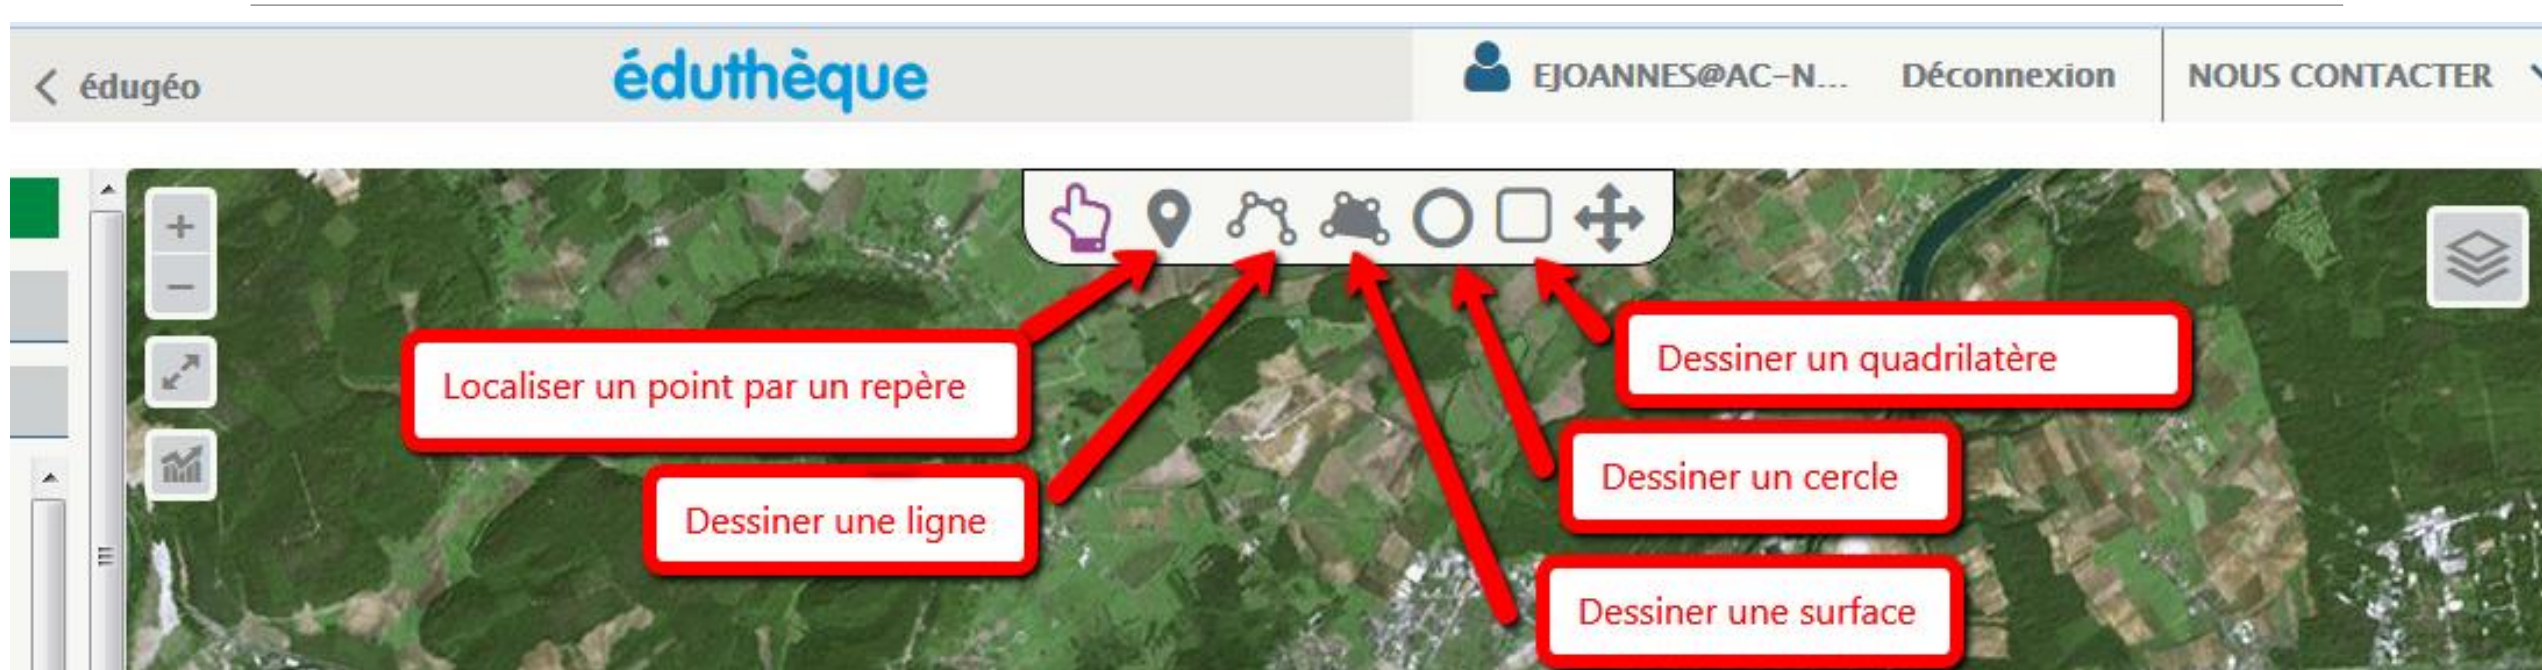 édugéo
éduthèque
EJOANNES@AC-N...
Déconnexion
NOUS CONTACTER
Localiser un point par un repère
Dessiner un quadrilatère
Dessiner un cercle
Dessiner une ligne
Dessiner une surface